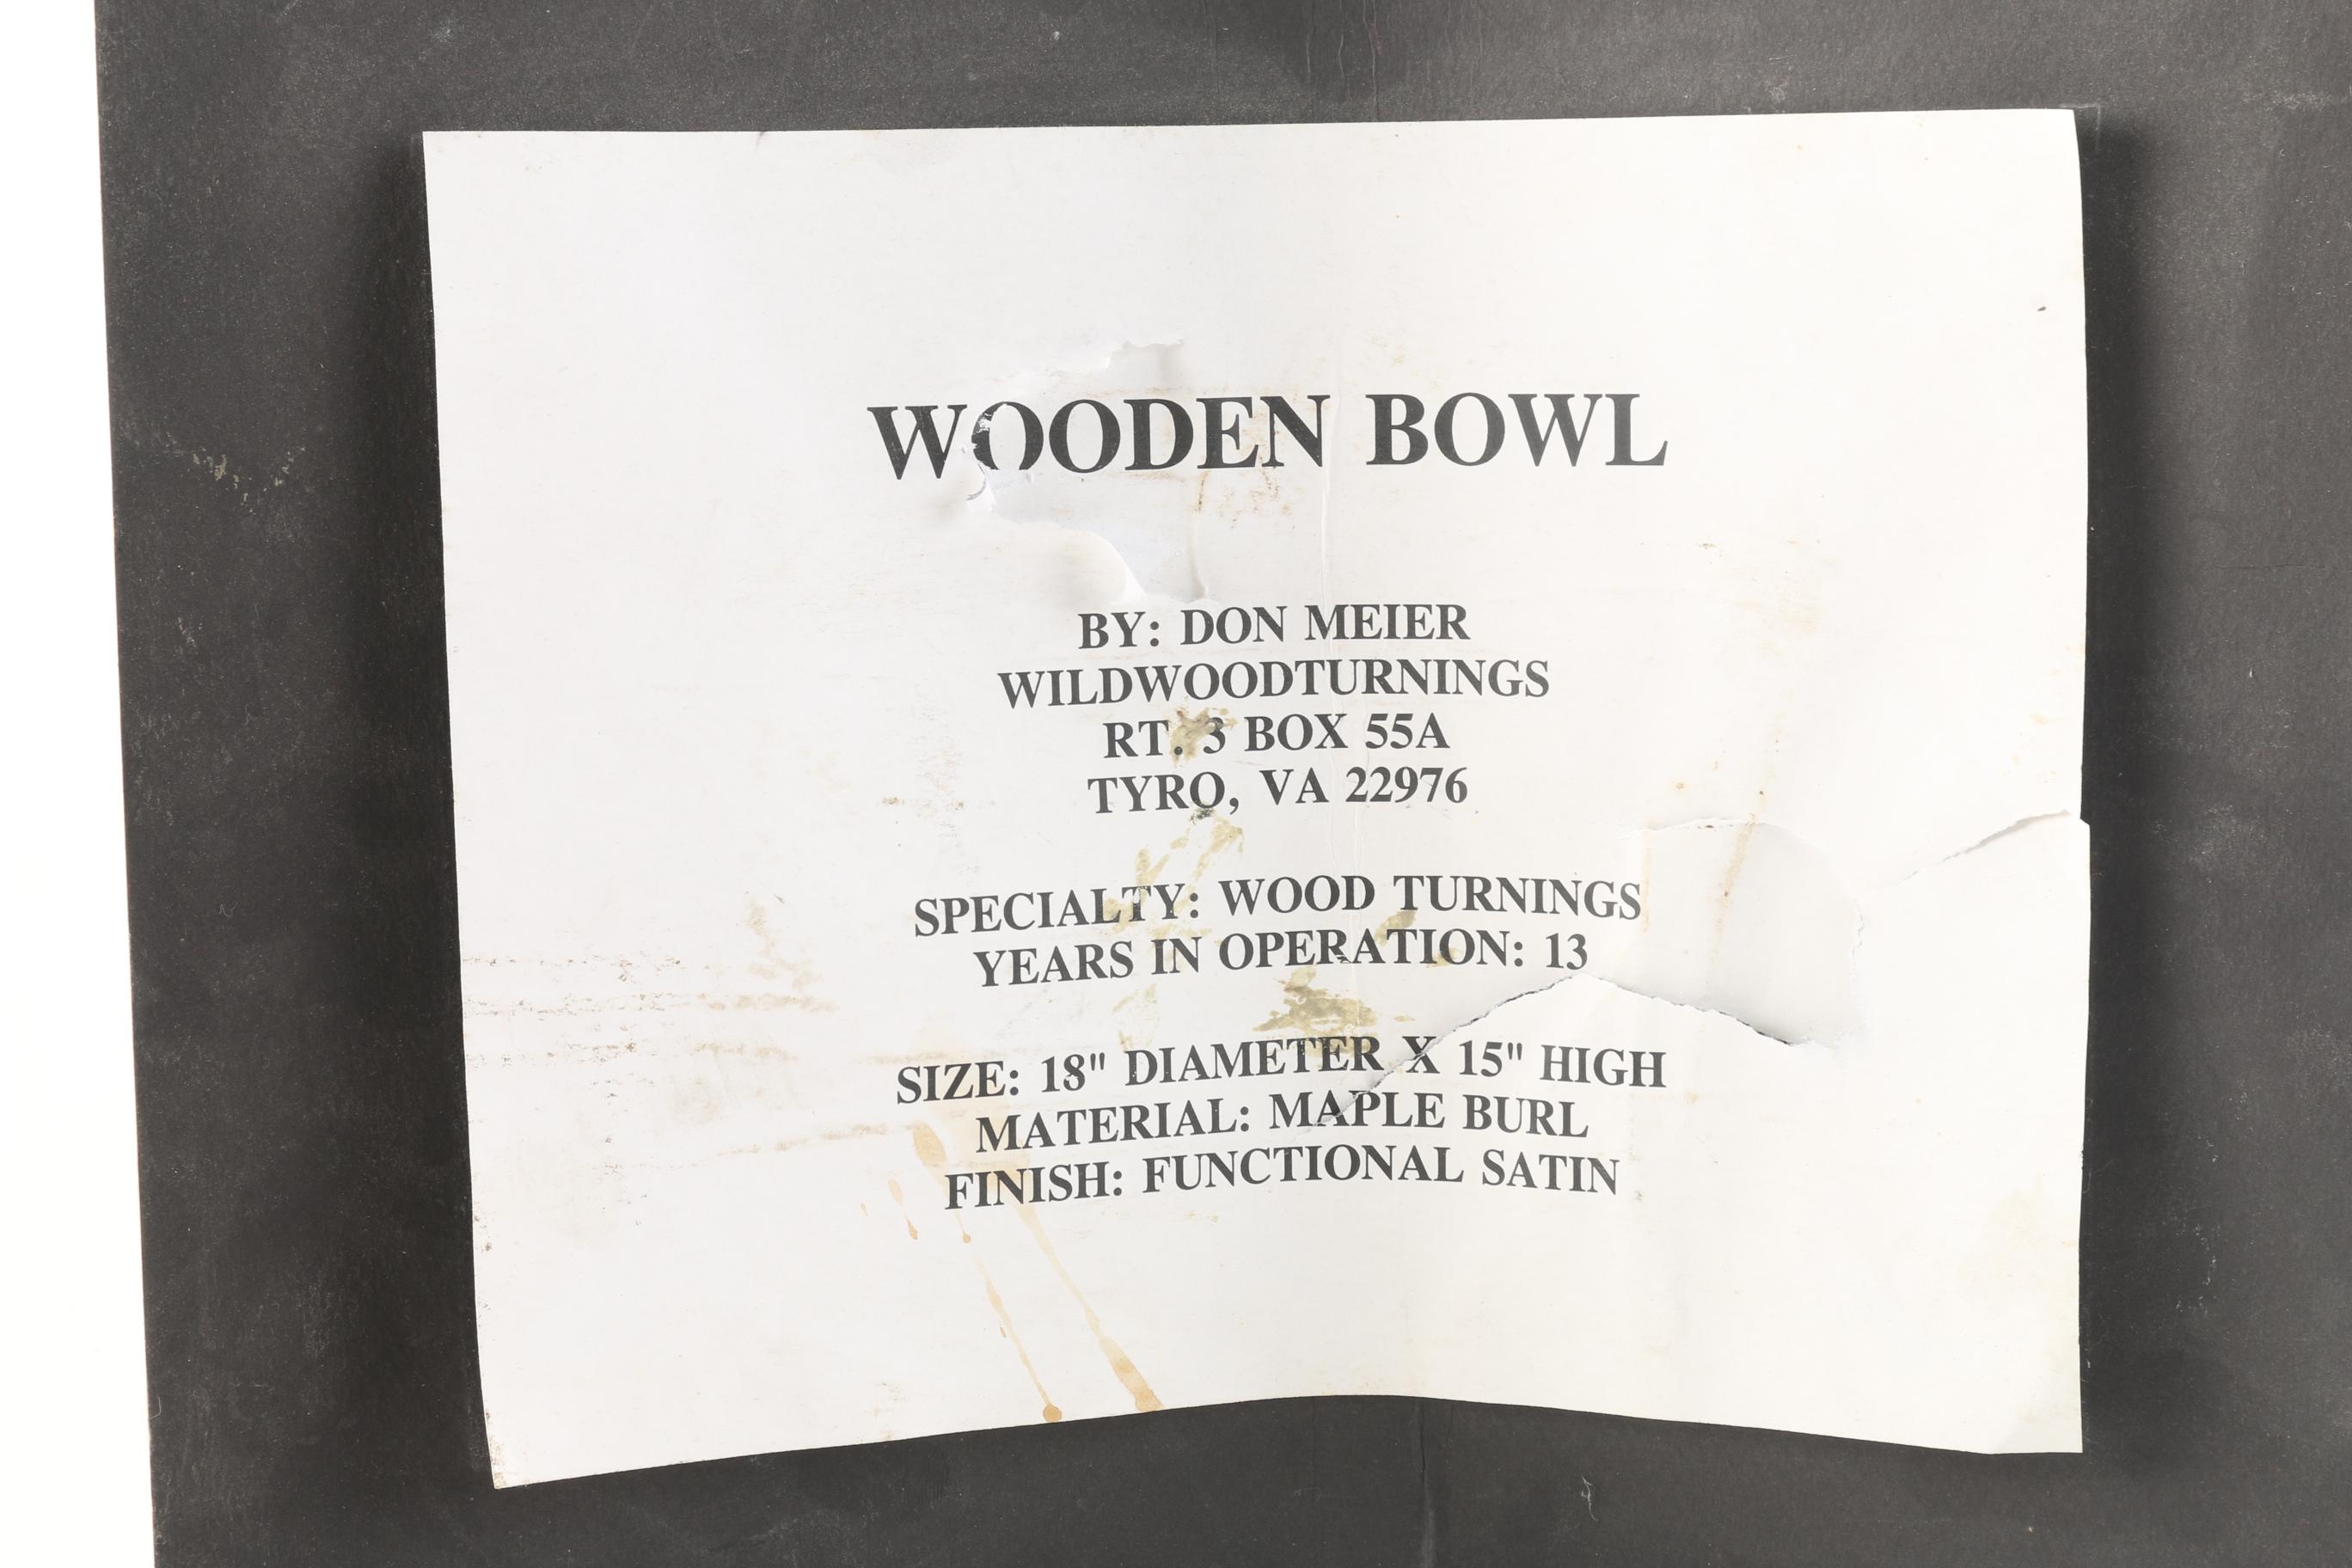 WOODEN BOWL
BY: DON MEIER
WILDWOODTURNINGS
RT. 3 BOX 55A
TYRO, VA 22976
SPECIALTY: WOOD TURNINGS
YEARS IN OPERATION: 13
SIZE: 18" DIAMETER X 15" HIGH
MATERIAL: MAPLE BURL
FINISH: FUNCTIONAL SATIN